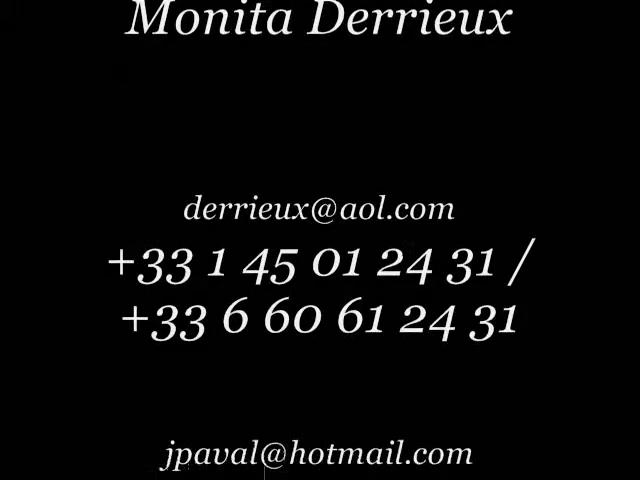 Monita Derrieux
derrieux@aol.com
+33 1 45 01 24 31 /
+33 6 60 61 24 31
jpaval@hotmail.com